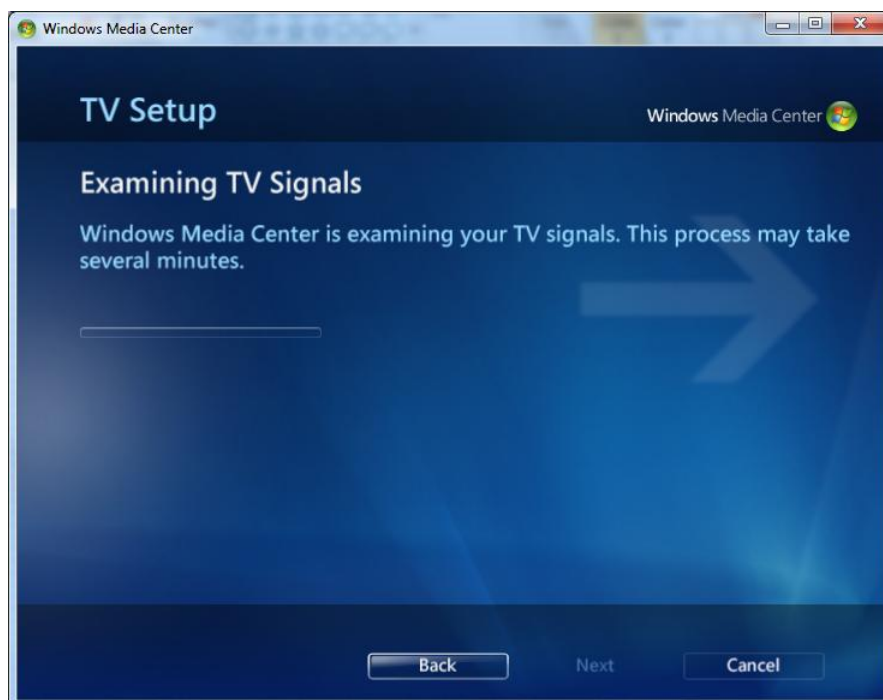 Windows Media Center
TV Setup
Windows Media Center
Examining TV Signals
Windows Media Center is examining your TV signals. This process may take
several minutes.
Back
Next
Cancel